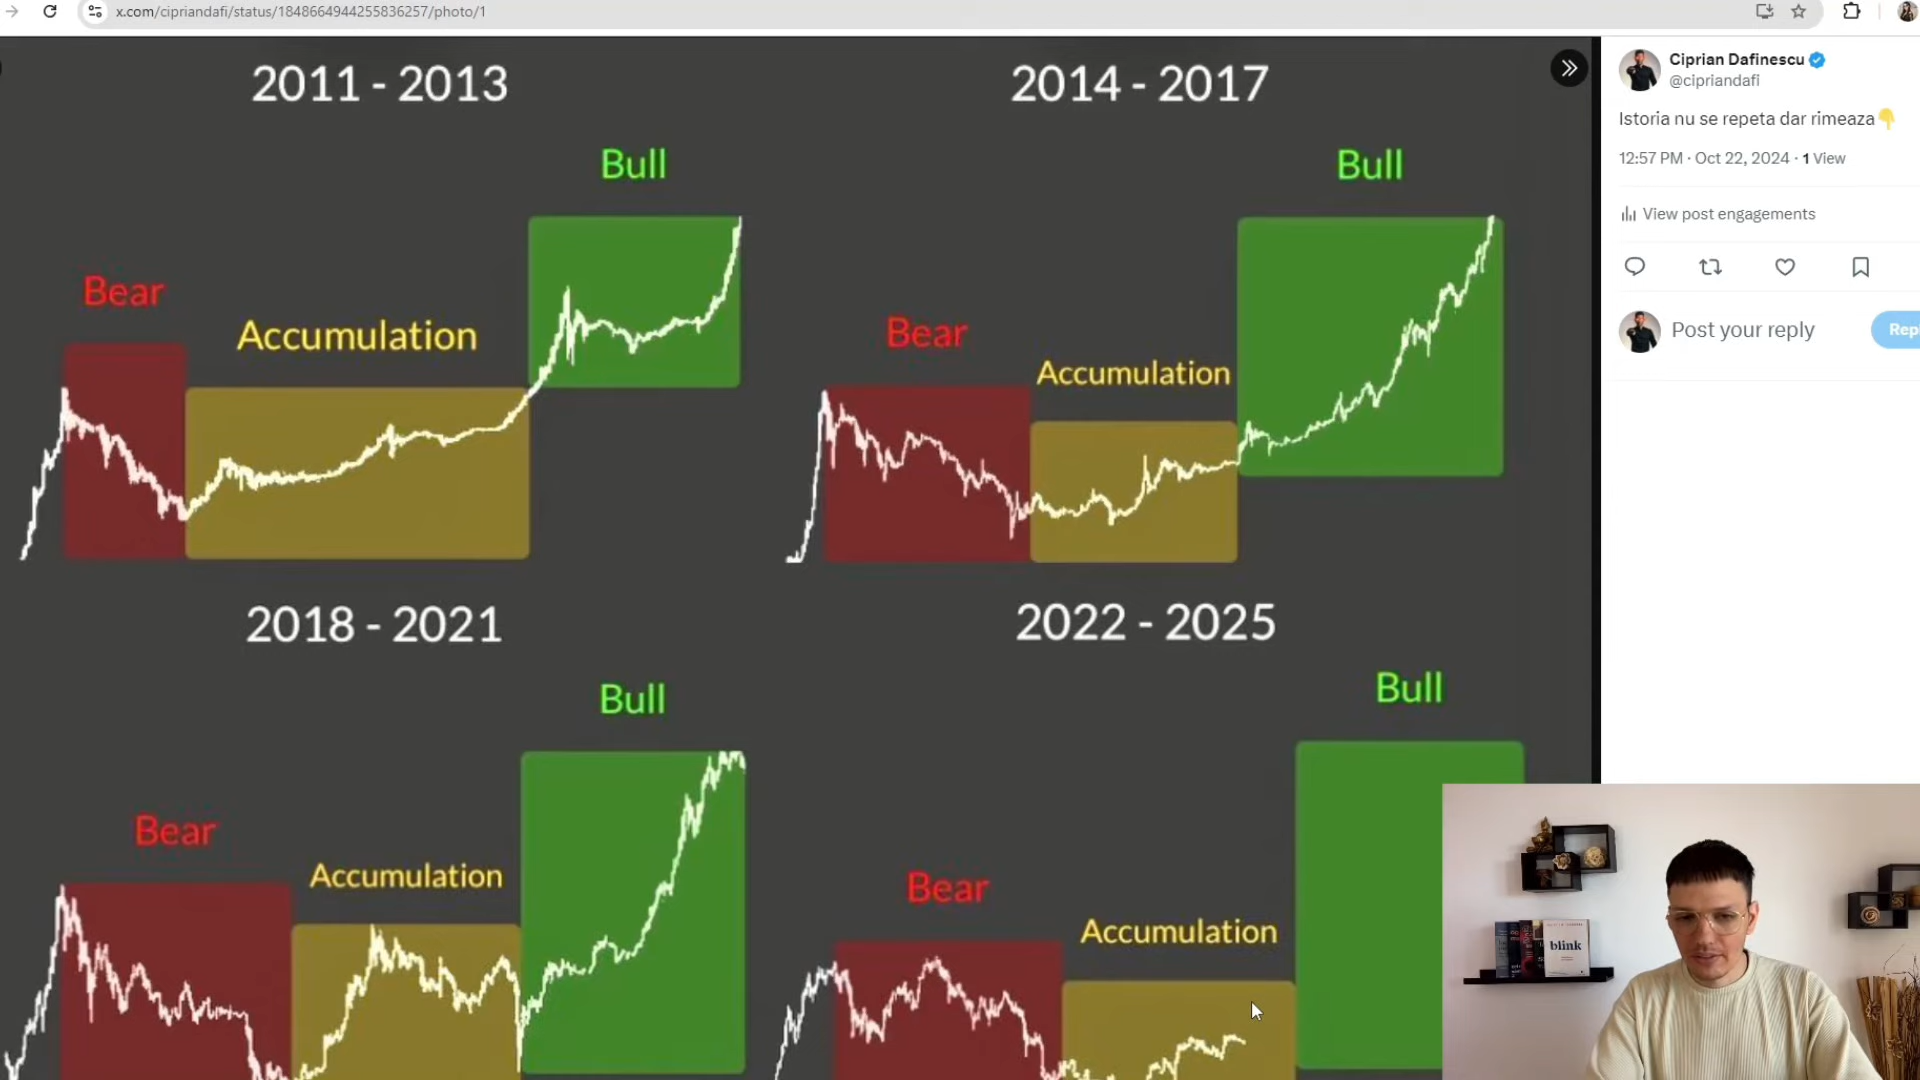 x.com/cipriandafi/status/1848664944255836257/photo/1
2011 - 2013
Bull
Bear
Accumulation
2014 - 2017
Bull
Bear
Accumulation
2018 - 2021
Bull
Bear
Accumulation
2022 - 2025
Bull
Bear
Accumulation
Ciprian Dafinescu
@cipriandafi
Istoria nu se repeta dar rimeaza👇
12:57 PM · Oct 22, 2024 · 1 View
View post engagements
Post your reply
Repl
blink